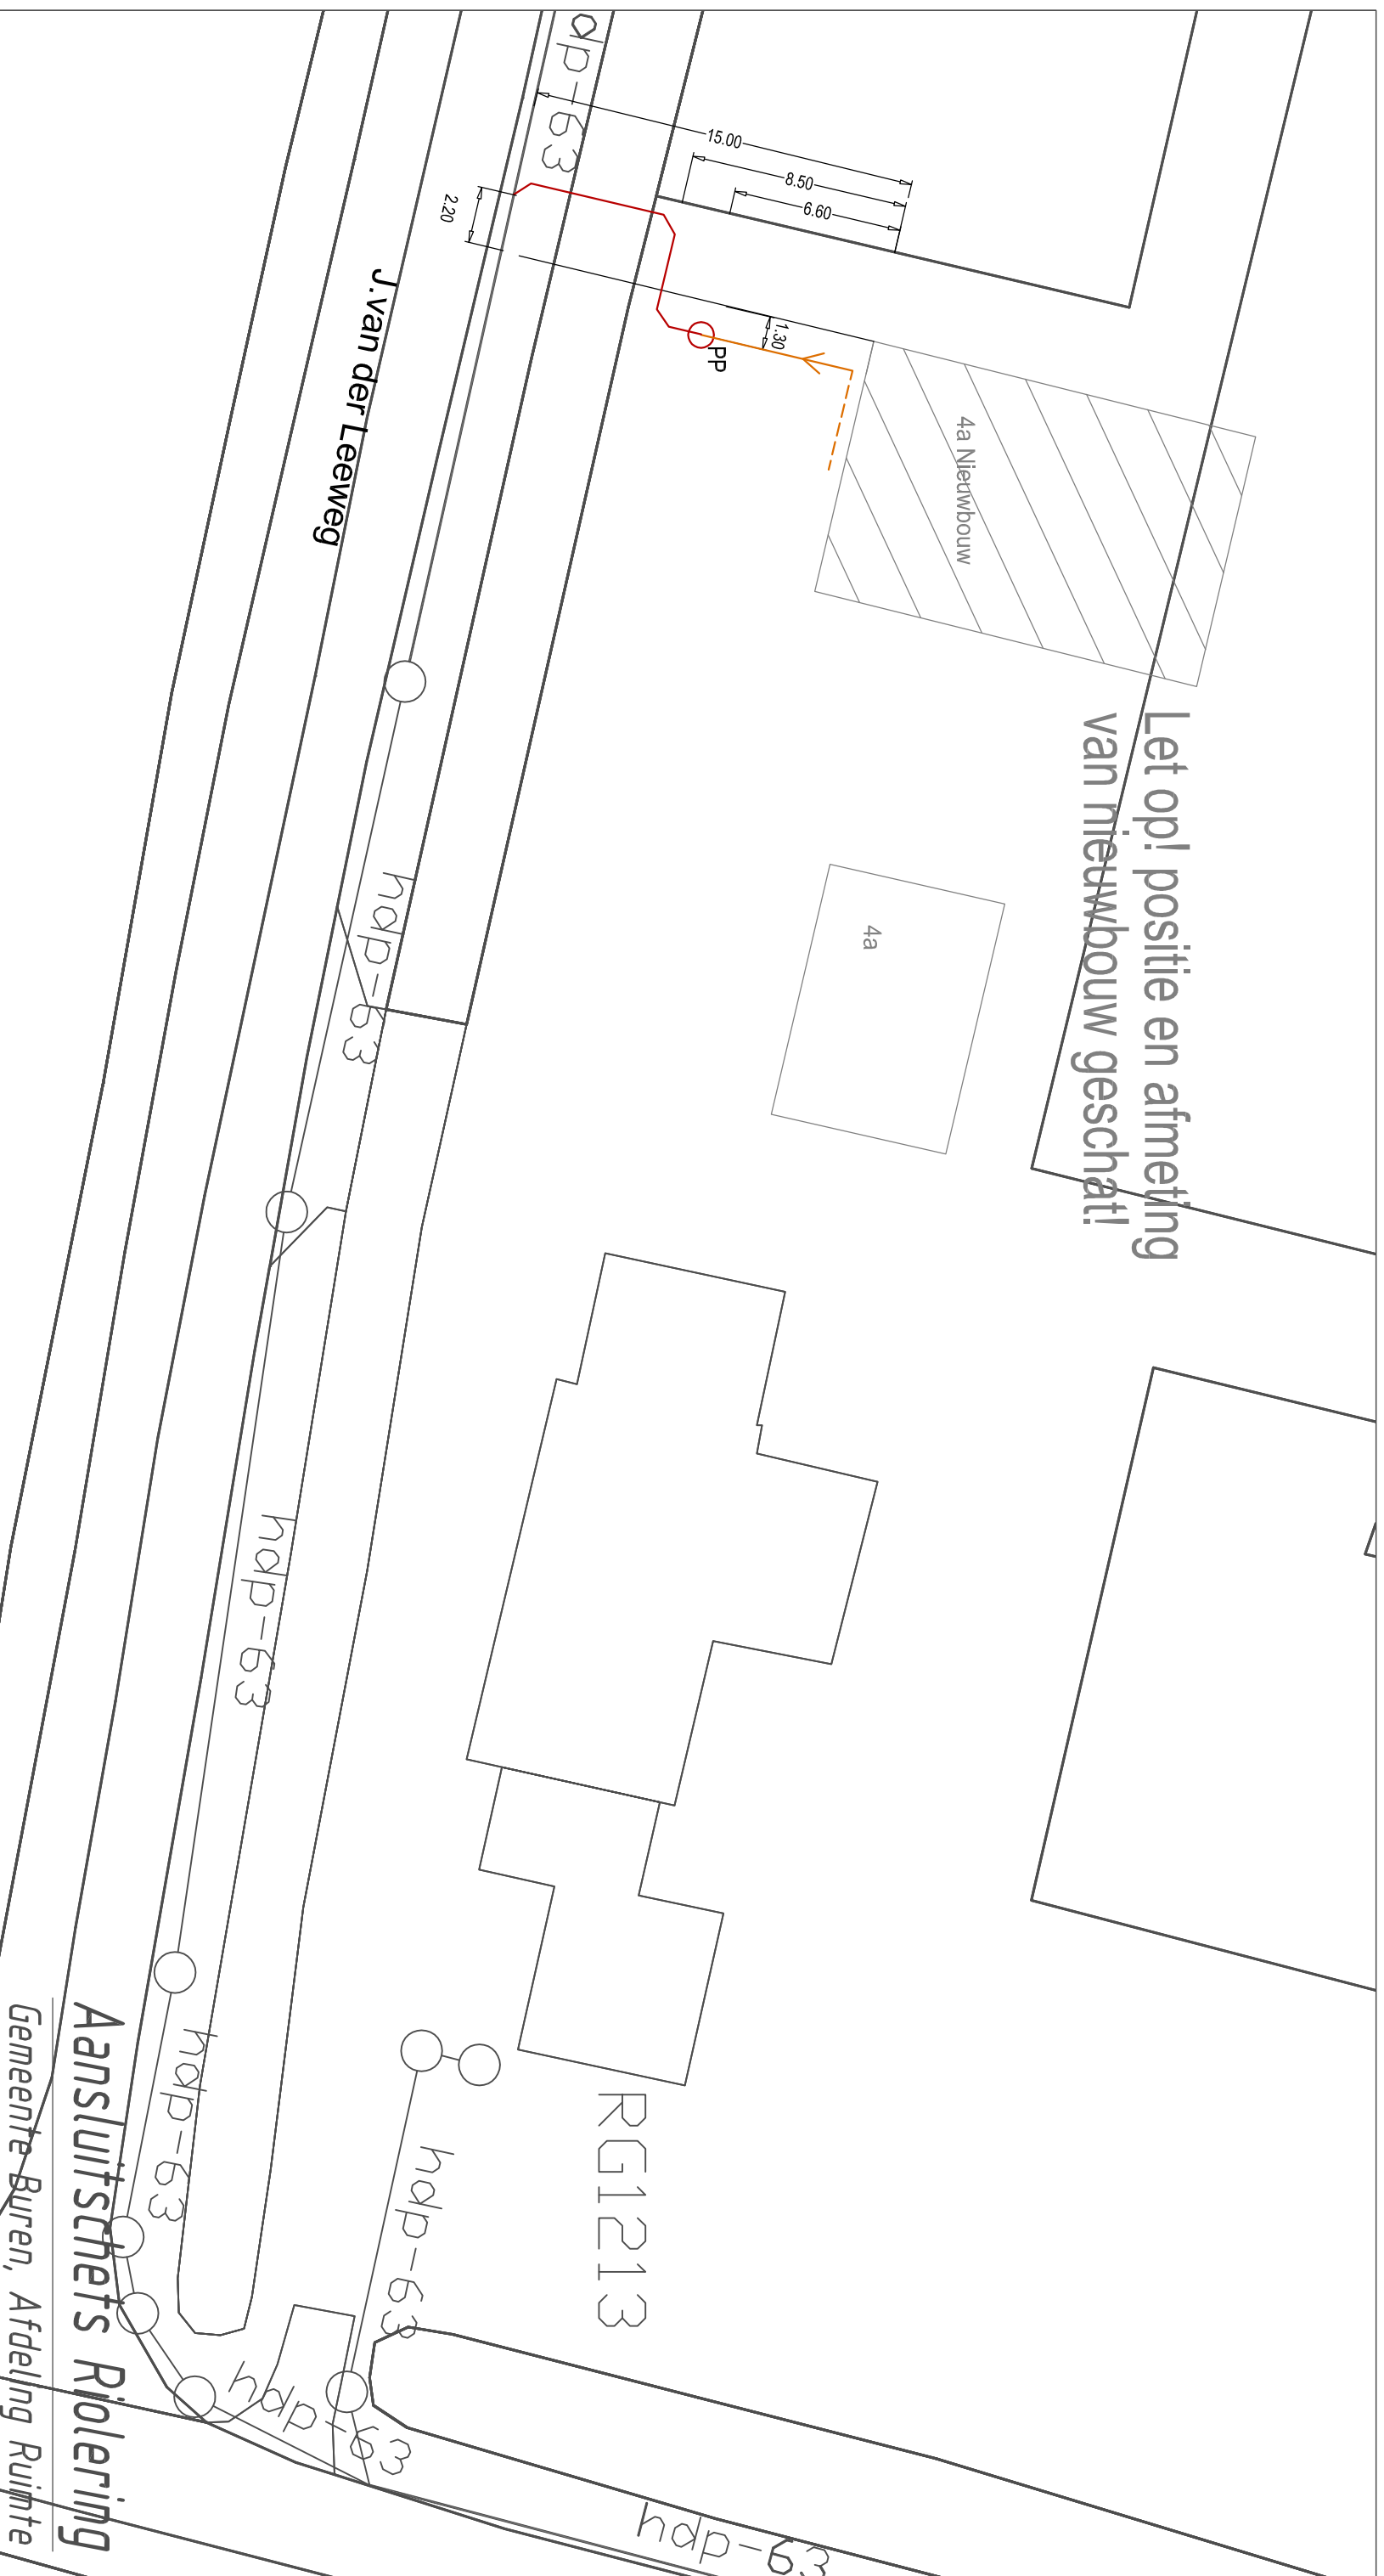 dp-63
15.00
8.50
6.60
2.20
1.30
PP
J.van der Leeweg
4a Nieuwbouw
Let op! positie en afmeting
van nieuwbouw geschat!
4a
hdp-63
hdp-63
hdp-63
hdp-63
hdp-63
hdp-63
RG1213
Aansluitschets Riolering
Gemeente Buren, Afdeling Ruimte